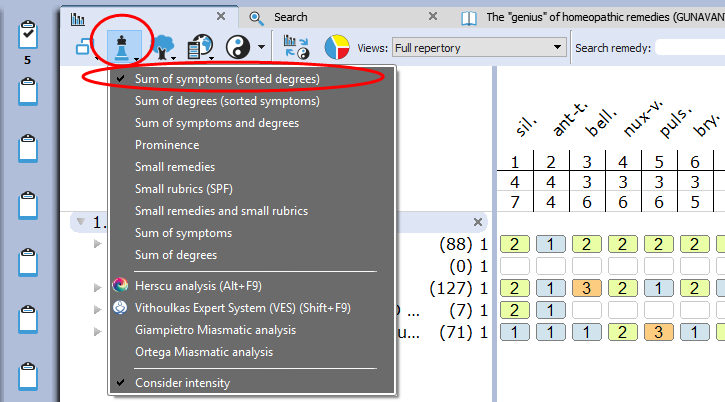 Search
The "genius" of homeopathic remedies (GUNAVAN
Views: Full repertory
Search remedy:
5
Sum of symptoms (sorted degrees)
Sum of degrees (sorted symptoms)
Sum of symptoms and degrees
Prominence
Small remedies
Small rubrics (SPF)
Small remedies and small rubrics
Sum of symptoms
Sum of degrees
Herscu analysis (Alt+F9)
Vithoulkas Expert System (VES) (Shift+F9)
Giampietro Miasmatic analysis
Ortega Miasmatic analysis
Consider intensity
sil. ant-t. bell. nux-v. puls. bry.
1 2 3 4 5 6
4 4 3 3 3 3
7 4 6 6 6 5
1.
(88) 1 2 1 2 2 2 2
(0) 1
(127) 1 2 1 3 2 1 2
O ... (7) 1 2 1
u... (71) 1 1 1 1 2 3 1